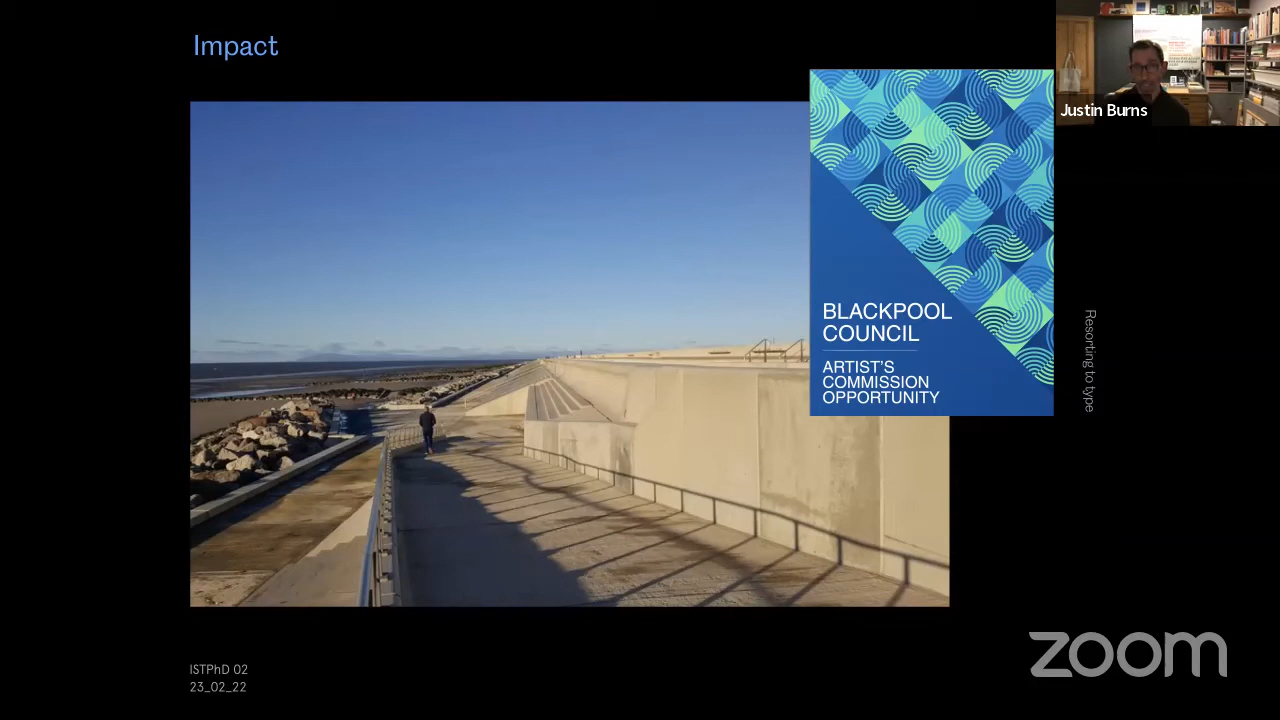 Impact
Justin Burns
BLACKPOOL
COUNCIL
ARTIST'S
COMMISSION
OPPORTUNITY
Resorting to type
ISTPhD 02
23_02_22
zoom